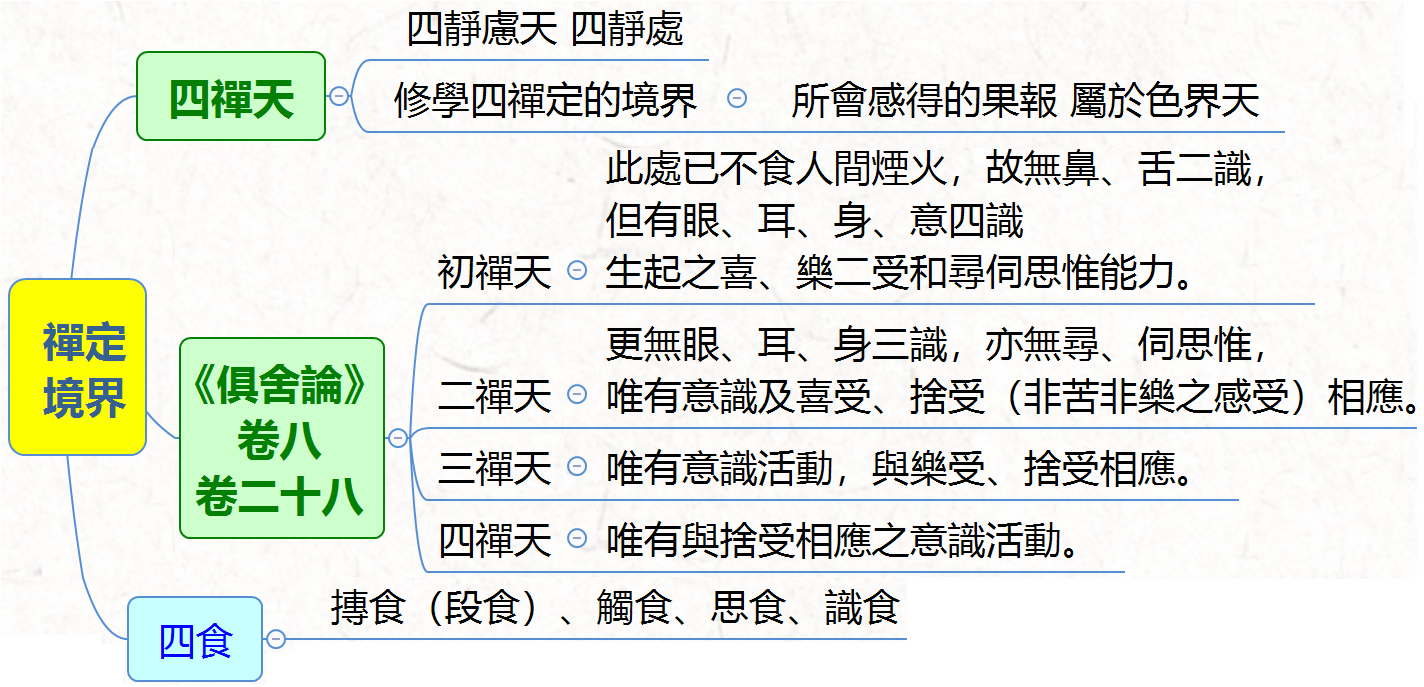 禪定
境界
四禪天
四靜慮天 四靜處
修學四禪定的境界
所會感得的果報 屬於色界天
《俱舍論》
卷八
卷二十八
初禪天
此處已不食人間煙火，故無鼻、舌二識，
但有眼、耳、身、意四識
生起之喜、樂二受和尋伺思惟能力。
二禪天
更無眼、耳、身三識，亦無尋、伺思惟，
唯有意識及喜受、捨受（非苦非樂之感受）相應。
三禪天
唯有意識活動，與樂受、捨受相應。
四禪天
唯有與捨受相應之意識活動。
四食
摶食（段食）、觸食、思食、識食